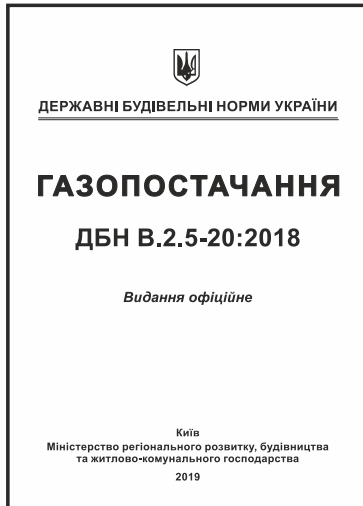 ДЕРЖАВНІ БУДІВЕЛЬНІ НОРМИ УКРАЇНИ
ГАЗОПОСТАЧАННЯ
ДБН В.2.5-20:2018
Видання офіційне
Київ
Міністерство регіонального розвитку, будівництва
та житлово-комунального господарства
2019